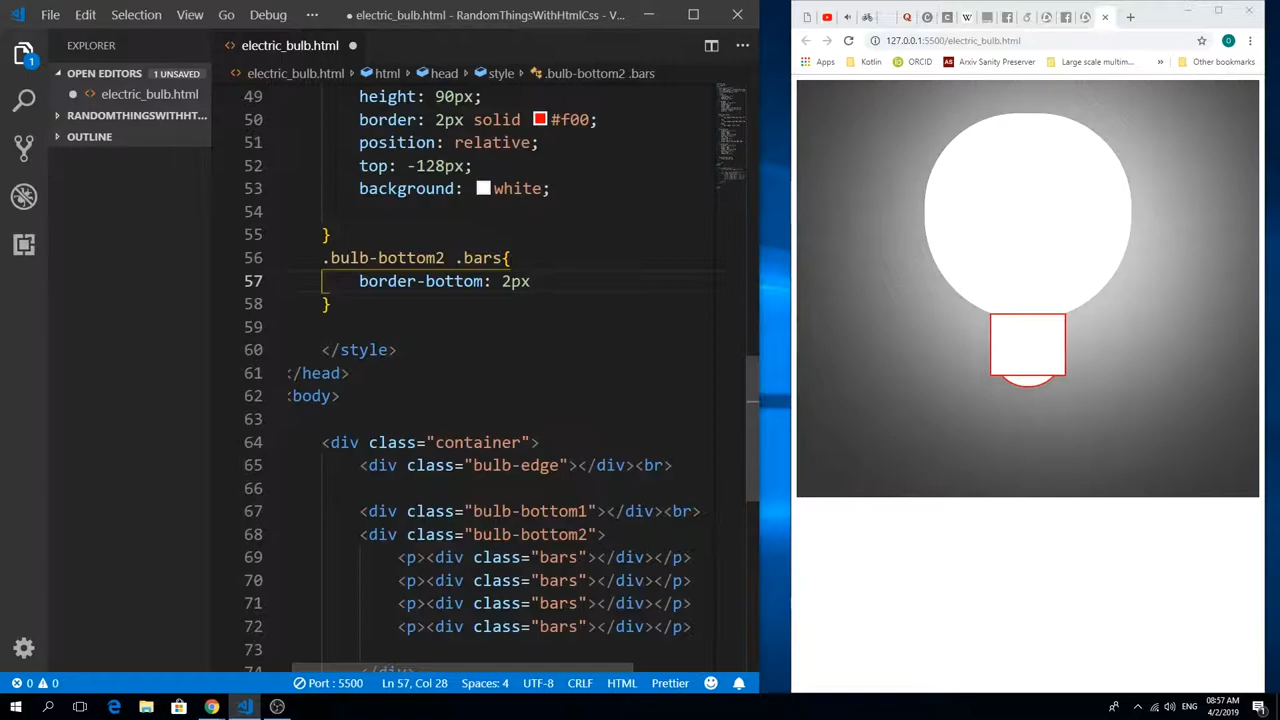 File Edit Selection View Go Debug ··· ● electric_bulb.html - RandomThingsWithHtmlCss - V...
EXPLORER
OPEN EDITORS 1 UNSAVED
● <> electric_bulb.html
RANDOMTHINGSWITHHT...
OUTLINE
1
<> electric_bulb.html ●
<> electric_bulb.html > html > head > style > .bulb-bottom2 .bars
49 height: 90px;
50 border: 2px solid #f00;
51 position: relative;
52 top: -128px;
53 background: white;
54
55 }
56 .bulb-bottom2 .bars{
57 border-bottom: 2px
58 }
59
60 </style>
61 </head>
62 <body>
63
64 <div class="container">
65 <div class="bulb-edge"></div><br>
66
67 <div class="bulb-bottom1"></div><br>
68 <div class="bulb-bottom2">
69 <p><div class="bars"></div></p>
70 <p><div class="bars"></div></p>
71 <p><div class="bars"></div></p>
72 <p><div class="bars"></div></p>
73
74 </div>
0 0 Port : 5500 Ln 57, Col 28 Spaces: 4 UTF-8 CRLF HTML Prettier
127.0.0.1:5500/electric_bulb.html
Apps Kotlin ORCID Arxiv Sanity Preserver Large scale multim... » Other bookmarks
ENG
08:57 AM
4/2/2019